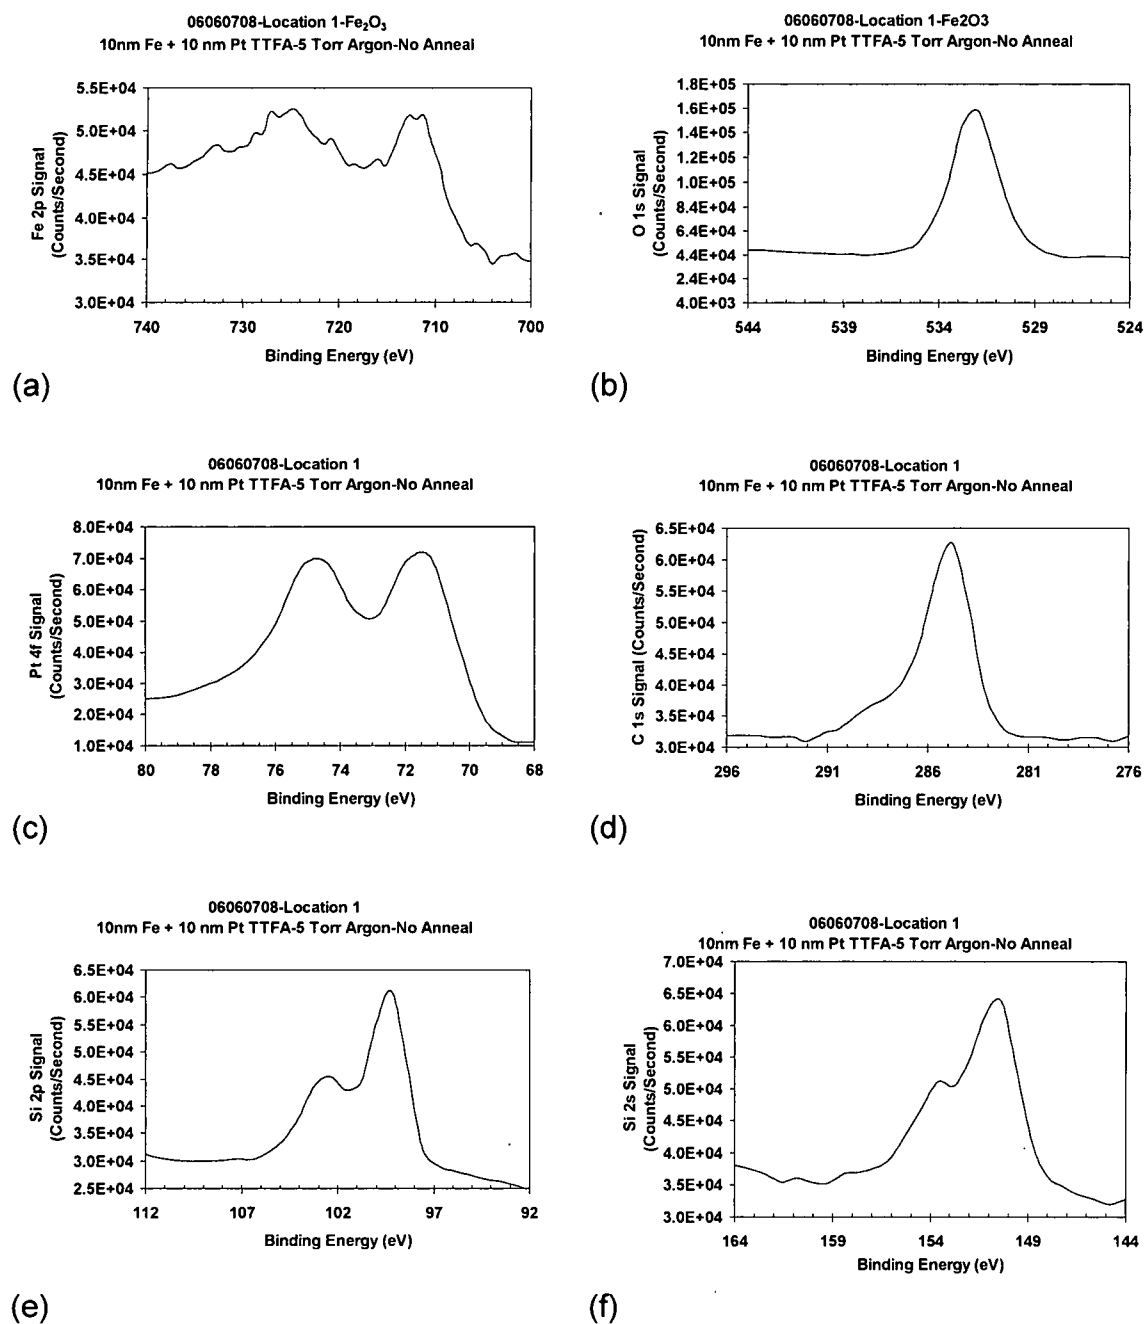 06060708-Location 1-Fe₂O₃
10nm Fe + 10 nm Pt TTFA-5 Torr Argon-No Anneal
5.5E+04
5.0E+04
4.5E+04
4.0E+04
3.5E+04
3.0E+04
Fe 2p Signal
(Counts/Second)
740 730 720 710 700
Binding Energy (eV)
(a)
06060708-Location 1-Fe2O3
10nm Fe + 10 nm Pt TTFA-5 Torr Argon-No Anneal
1.8E+05
1.6E+05
1.4E+05
1.2E+05
1.0E+05
8.4E+04
6.4E+04
4.4E+04
2.4E+04
4.0E+03
O 1s Signal
(Counts/Second)
544 539 534 529 524
Binding Energy (eV)
(b)
06060708-Location 1
10nm Fe + 10 nm Pt TTFA-5 Torr Argon-No Anneal
8.0E+04
7.0E+04
6.0E+04
5.0E+04
4.0E+04
3.0E+04
2.0E+04
1.0E+04
Pt 4f Signal
(Counts/Second)
80 78 76 74 72 70 68
Binding Energy (eV)
(c)
06060708-Location 1
10nm Fe + 10 nm Pt TTFA-5 Torr Argon-No Anneal
6.5E+04
6.0E+04
5.5E+04
5.0E+04
4.5E+04
4.0E+04
3.5E+04
3.0E+04
C 1s Signal (Counts/Second)
296 291 286 281 276
Binding Energy (eV)
(d)
06060708-Location 1
10nm Fe + 10 nm Pt TTFA-5 Torr Argon-No Anneal
6.5E+04
6.0E+04
5.5E+04
5.0E+04
4.5E+04
4.0E+04
3.5E+04
3.0E+04
2.5E+04
Si 2p Signal
(Counts/Second)
112 107 102 97 92
Binding Energy (eV)
(e)
06060708-Location 1
10nm Fe + 10 nm Pt TTFA-5 Torr Argon-No Anneal
7.0E+04
6.5E+04
6.0E+04
5.5E+04
5.0E+04
4.5E+04
4.0E+04
3.5E+04
3.0E+04
Si 2s Signal
(Counts/Second)
164 159 154 149 144
Binding Energy (eV)
(f)